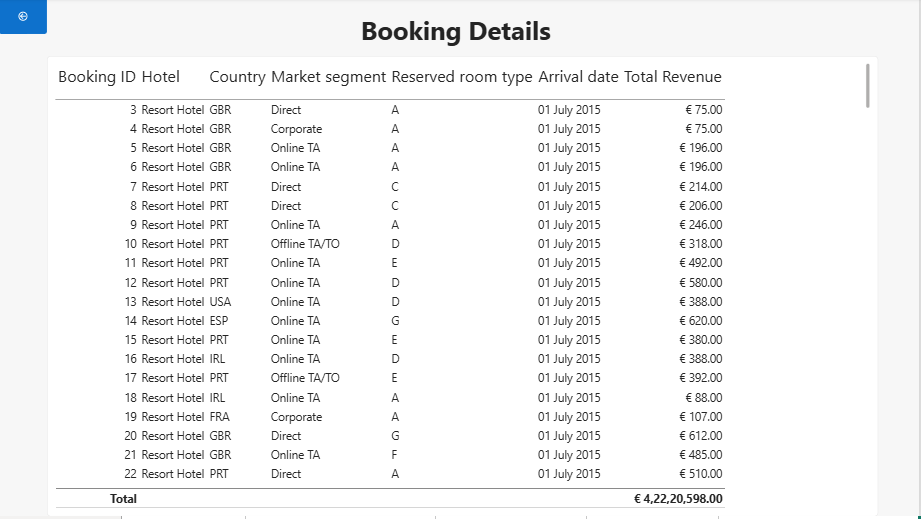 Booking Details
Booking ID Hotel Country Market segment Reserved room type Arrival date Total Revenue
3 Resort Hotel GBR Direct A 01 July 2015 € 75.00
4 Resort Hotel GBR Corporate A 01 July 2015 € 75.00
5 Resort Hotel GBR Online TA A 01 July 2015 € 196.00
6 Resort Hotel GBR Online TA A 01 July 2015 € 196.00
7 Resort Hotel PRT Direct C 01 July 2015 € 214.00
8 Resort Hotel PRT Direct C 01 July 2015 € 206.00
9 Resort Hotel PRT Online TA A 01 July 2015 € 246.00
10 Resort Hotel PRT Offline TA/TO D 01 July 2015 € 318.00
11 Resort Hotel PRT Online TA E 01 July 2015 € 492.00
12 Resort Hotel PRT Online TA D 01 July 2015 € 580.00
13 Resort Hotel USA Online TA D 01 July 2015 € 388.00
14 Resort Hotel ESP Online TA G 01 July 2015 € 620.00
15 Resort Hotel PRT Online TA E 01 July 2015 € 380.00
16 Resort Hotel IRL Online TA D 01 July 2015 € 388.00
17 Resort Hotel PRT Offline TA/TO E 01 July 2015 € 392.00
18 Resort Hotel IRL Online TA A 01 July 2015 € 88.00
19 Resort Hotel FRA Corporate A 01 July 2015 € 107.00
20 Resort Hotel GBR Direct G 01 July 2015 € 612.00
21 Resort Hotel GBR Online TA F 01 July 2015 € 485.00
22 Resort Hotel PRT Direct A 01 July 2015 € 510.00
Total € 4,22,20,598.00